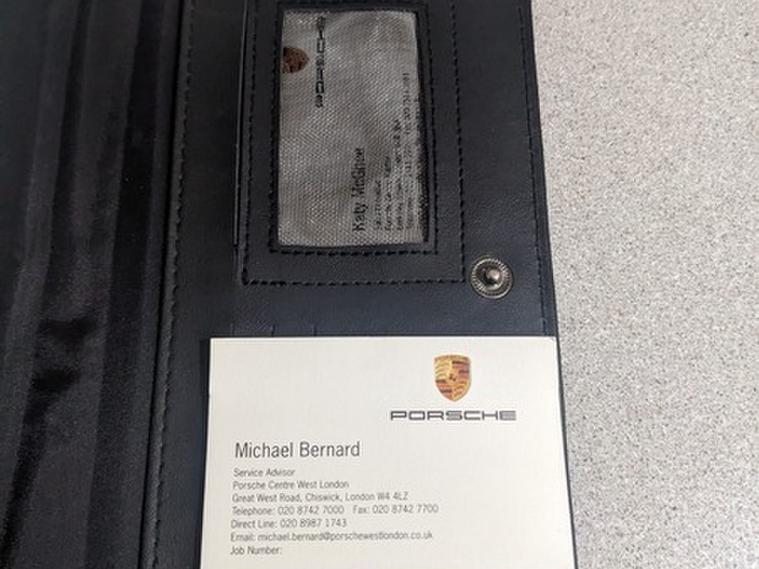 PORSCHE
Katy McGhee
PORSCHE
Michael Bernard
Service Advisor
Porsche Centre West London
Great West Road, Chiswick, London W4 4LZ
Telephone: 020 8742 7000 Fax: 020 8742 7700
Direct Line: 020 8987 1743
Email: michael.bernard@porschewestlondon.co.uk
Job Number: